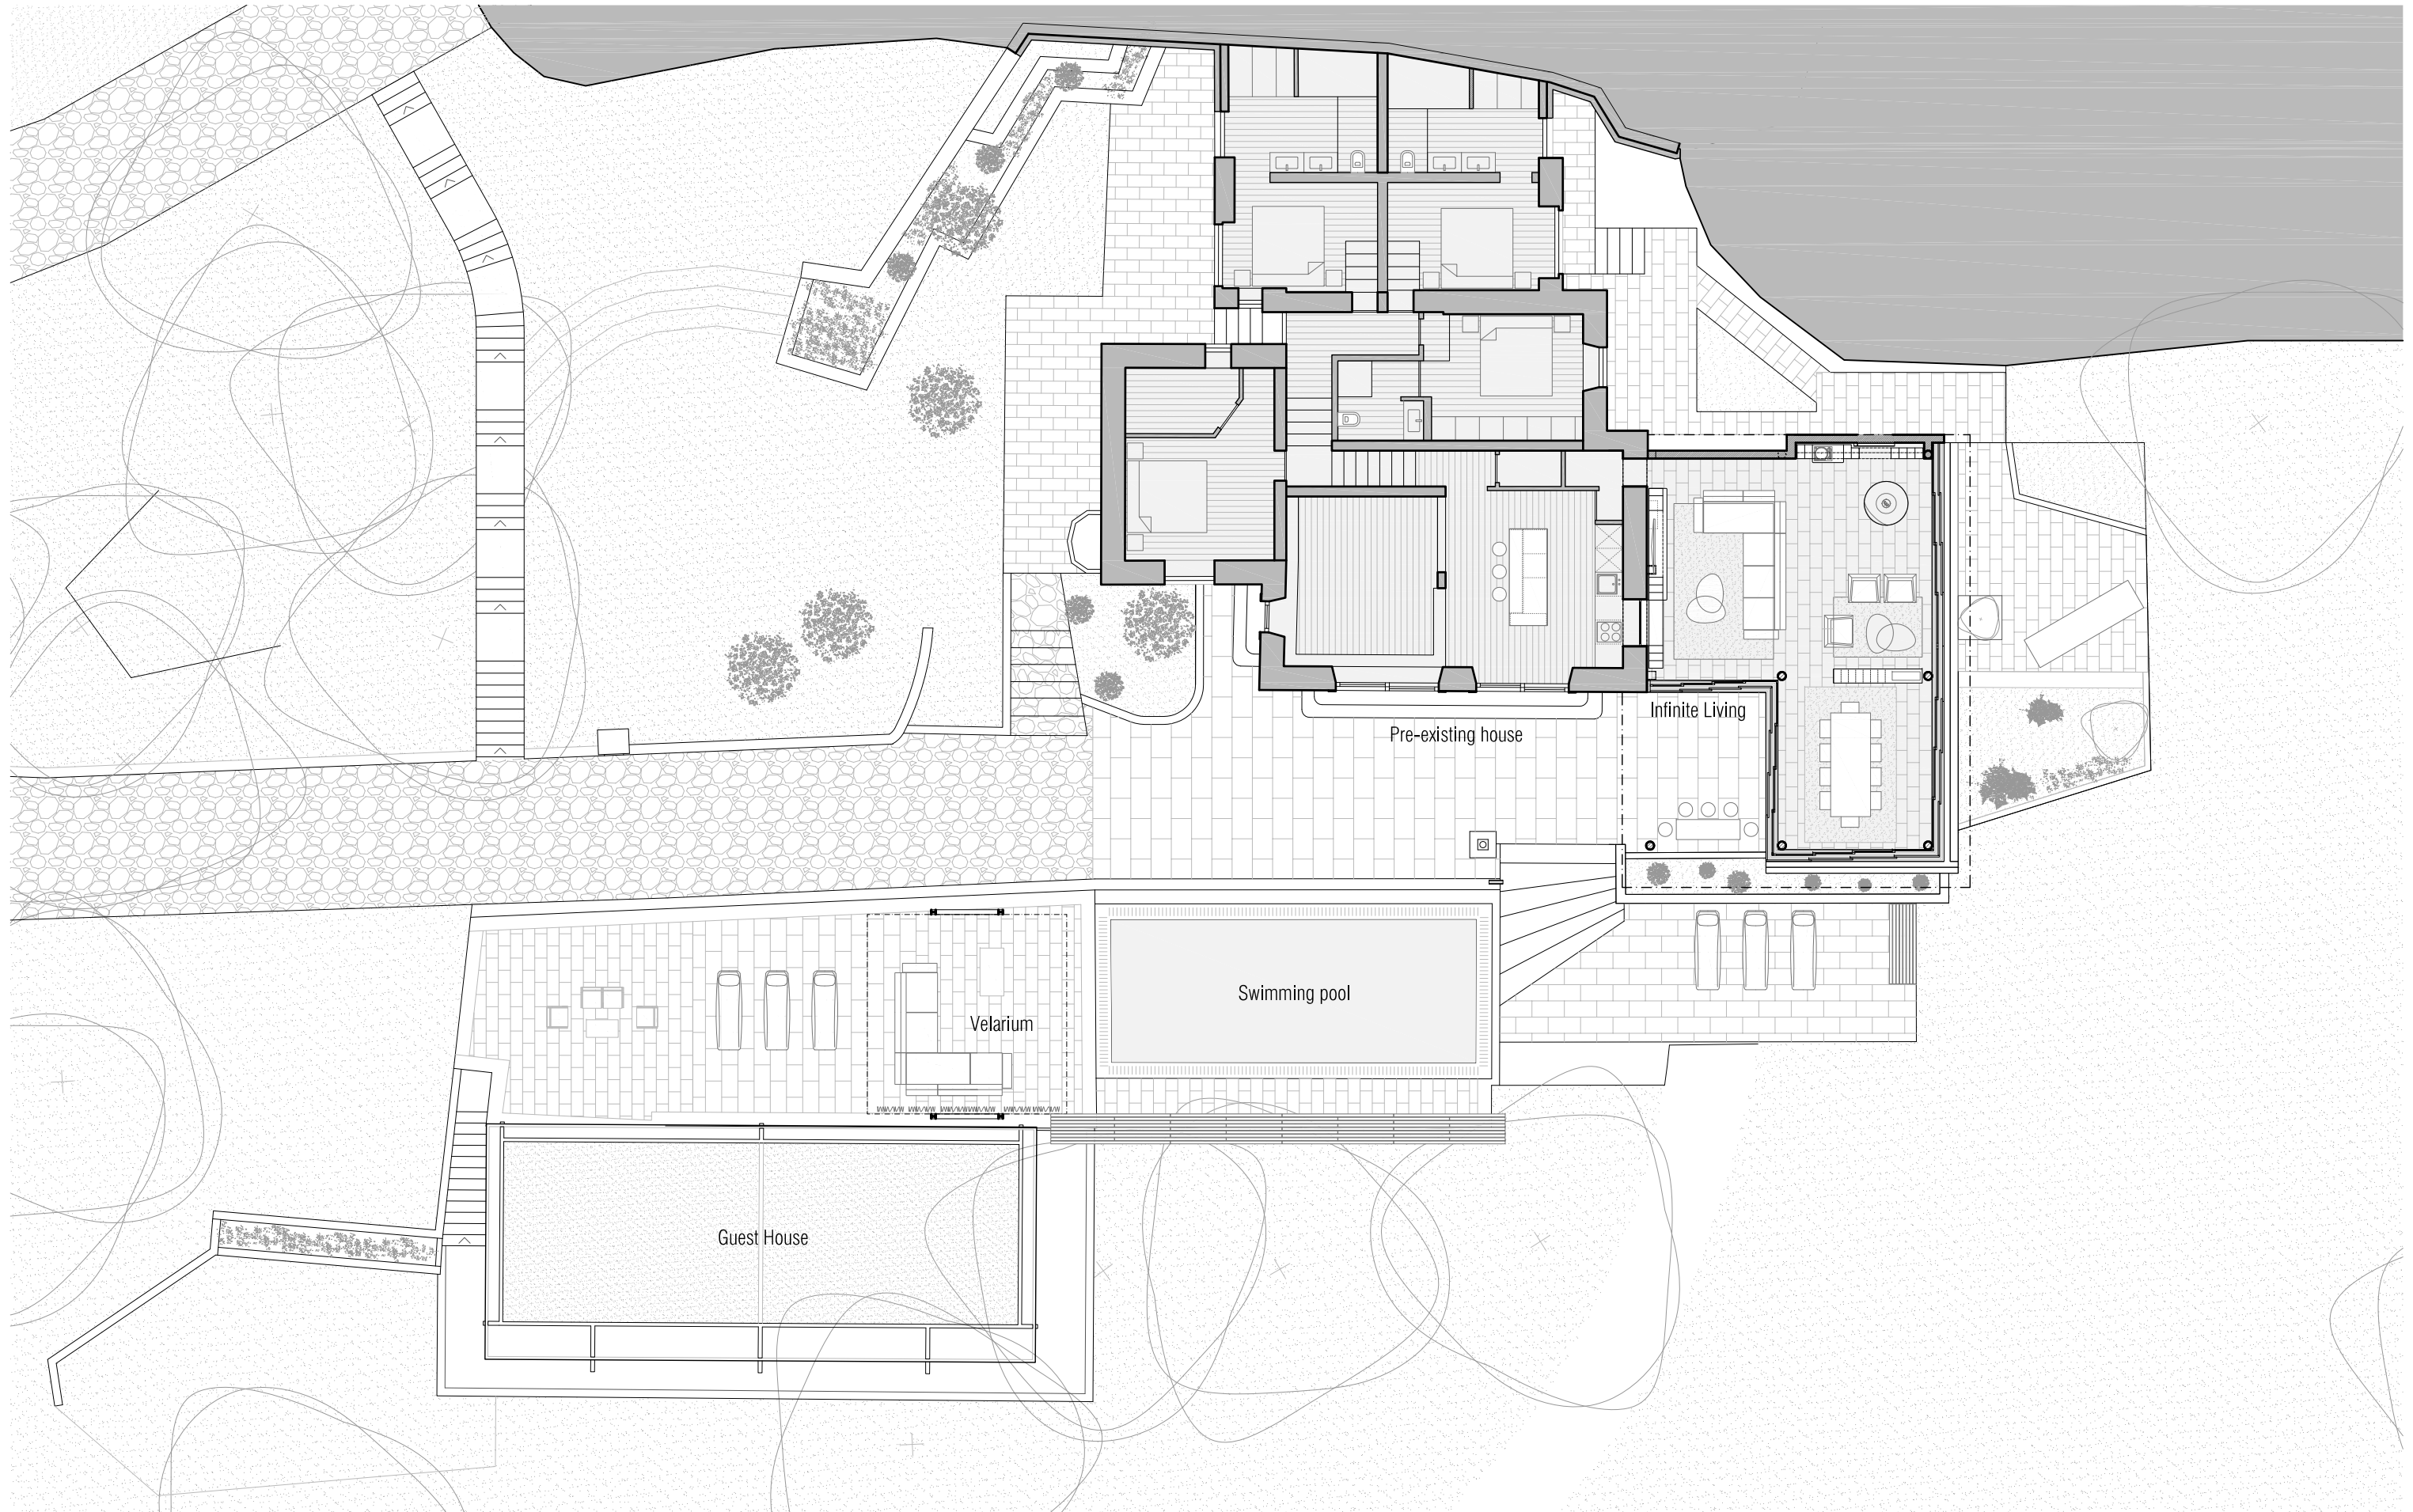 Infinite Living
Pre-existing house
Swimming pool
Velarium
Guest House